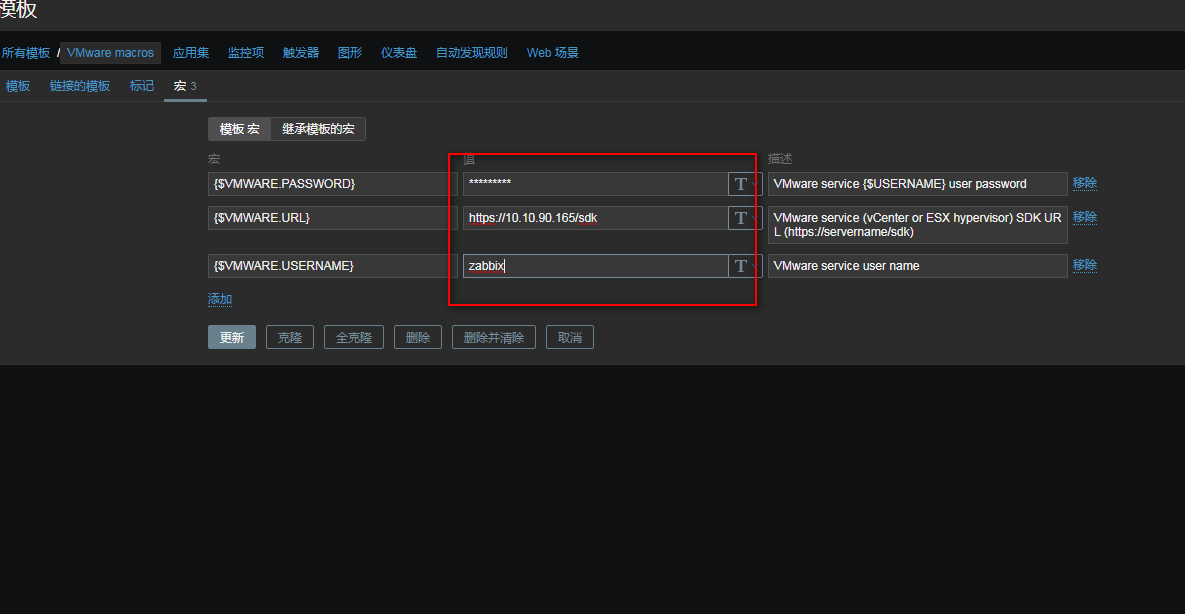 模板
所有模板 / VMware macros 应用集 监控项 触发器 图形 仪表盘 自动发现规则 Web 场景
模板 链接的模板 标记 宏 3
模板 宏 继承模板的宏
宏 值 描述
{$VMWARE.PASSWORD} ********* T VMware service {$USERNAME} user password 移除
{$VMWARE.URL} https://10.10.90.165/sdk T VMware service (vCenter or ESX hypervisor) SDK UR 移除
L (https://servername/sdk)
{$VMWARE.USERNAME} zabbix T VMware service user name 移除
添加
更新 克隆 全克隆 删除 删除并清除 取消